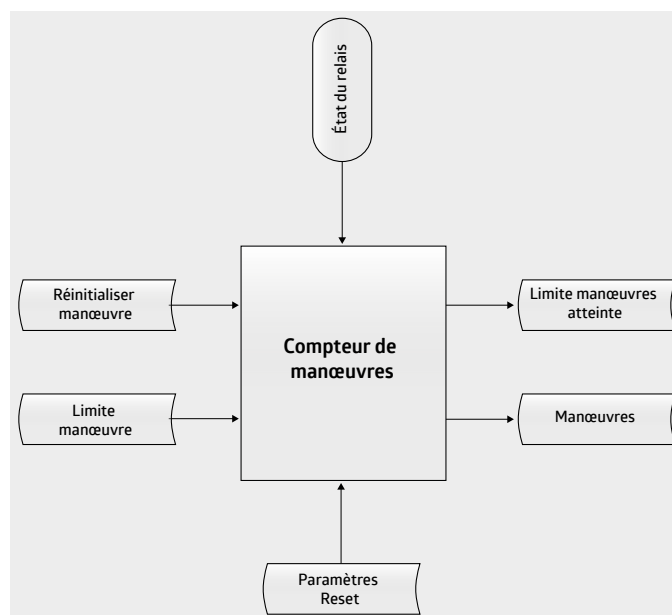 État du relais
Réinitialiser
manœuvre
Limite manœuvres
atteinte
Compteur de
manœuvres
Limite
manœuvre
Manœuvres
Paramètres
Reset